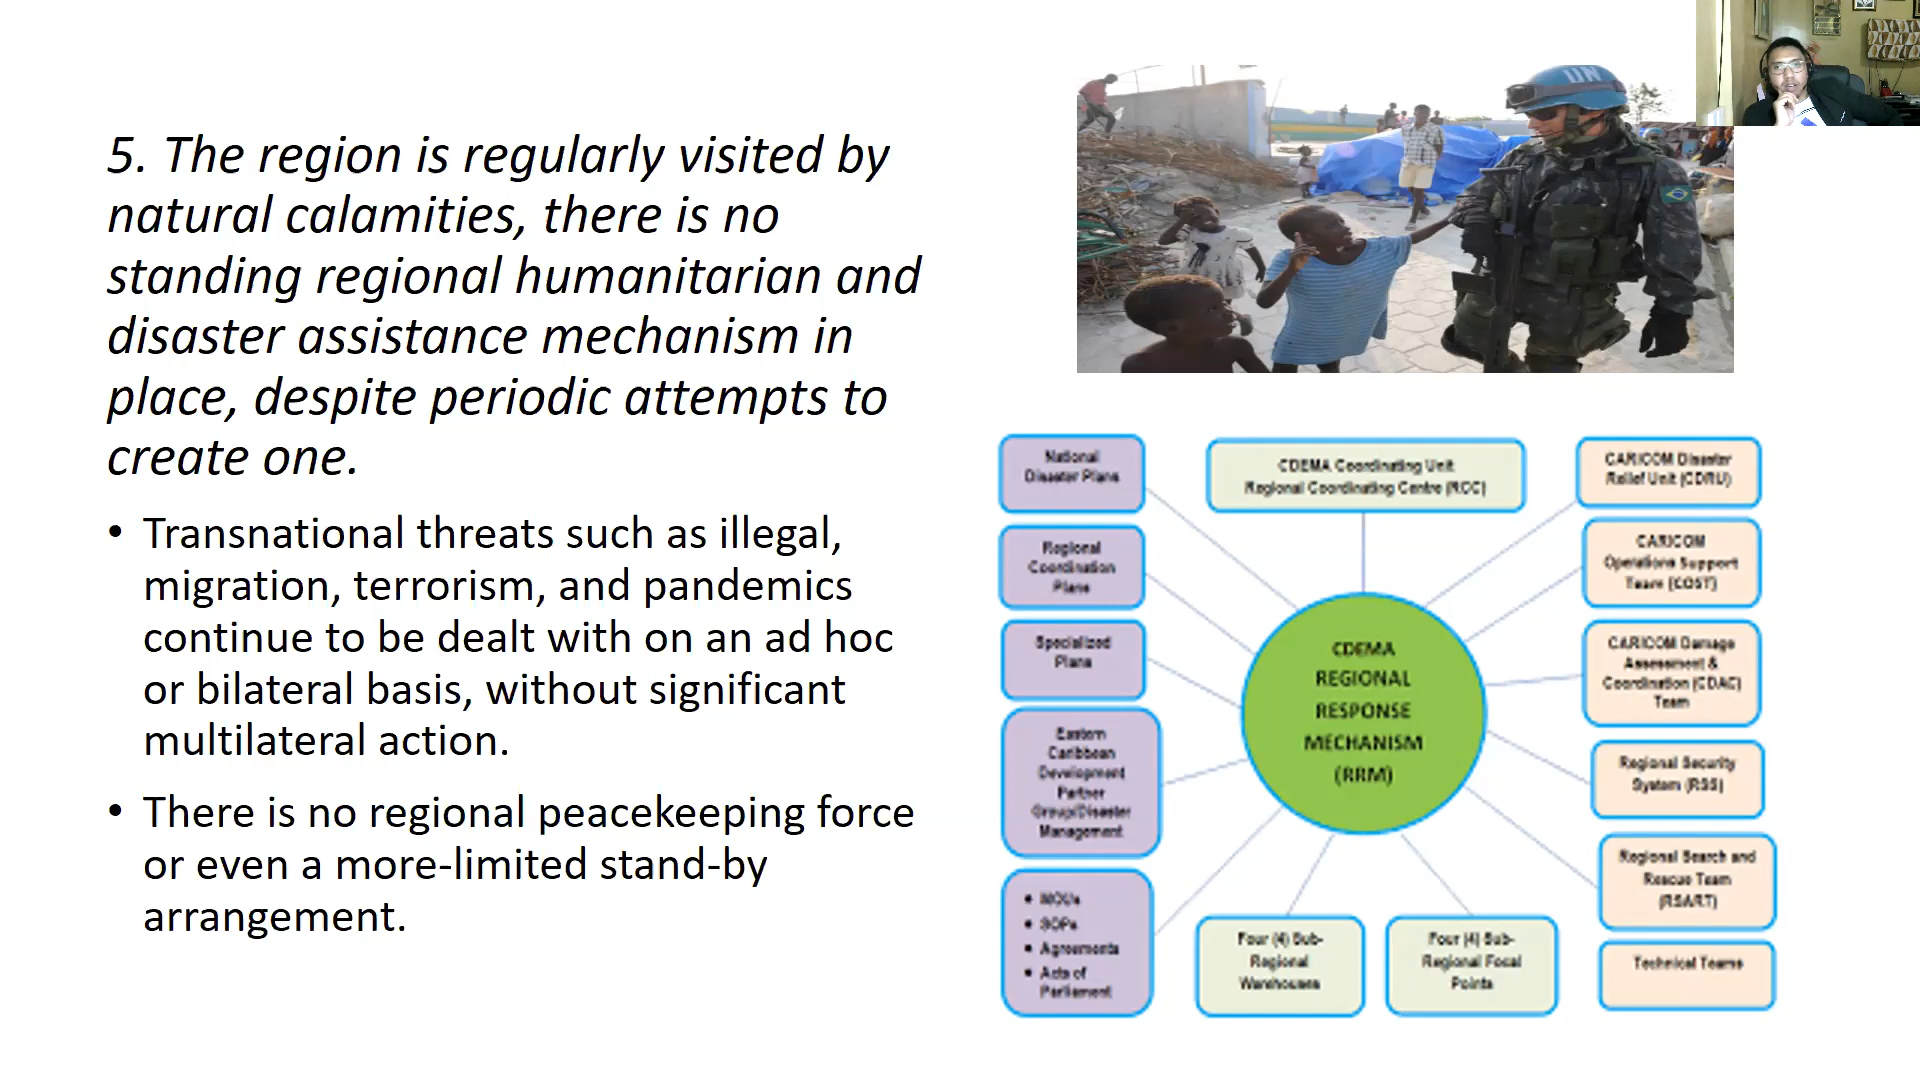 5. The region is regularly visited by
natural calamities, there is no
standing regional humanitarian and
disaster assistance mechanism in
place, despite periodic attempts to
create one.
• Transnational threats such as illegal,
migration, terrorism, and pandemics
continue to be dealt with on an ad hoc
or bilateral basis, without significant
multilateral action.
• There is no regional peacekeeping force
or even a more-limited stand-by
arrangement.
UN
National
Disaster Plans
Regional
Coordination
Plans
Specialized
Plans
Eastern
Caribbean
Development
Partner
Group/Disaster
Management
• MOUs
• SOPs
• Agreements
• Acts of
Parliament
CDEMA Coordinating Unit
Regional Coordinating Centre (RCC)
CDEMA
REGIONAL
RESPONSE
MECHANISM
(RRM)
Four (4) Sub-
Regional
Warehouses
Four (4) Sub-
Regional Focal
Points
CARICOM Disaster
Relief Unit (CDRU)
CARICOM
Operations Support
Team (COST)
CARICOM Damage
Assessment &
Coordination (CDAC)
Team
Regional Security
System (RSS)
Regional Search and
Rescue Team
(RSART)
Technical Teams